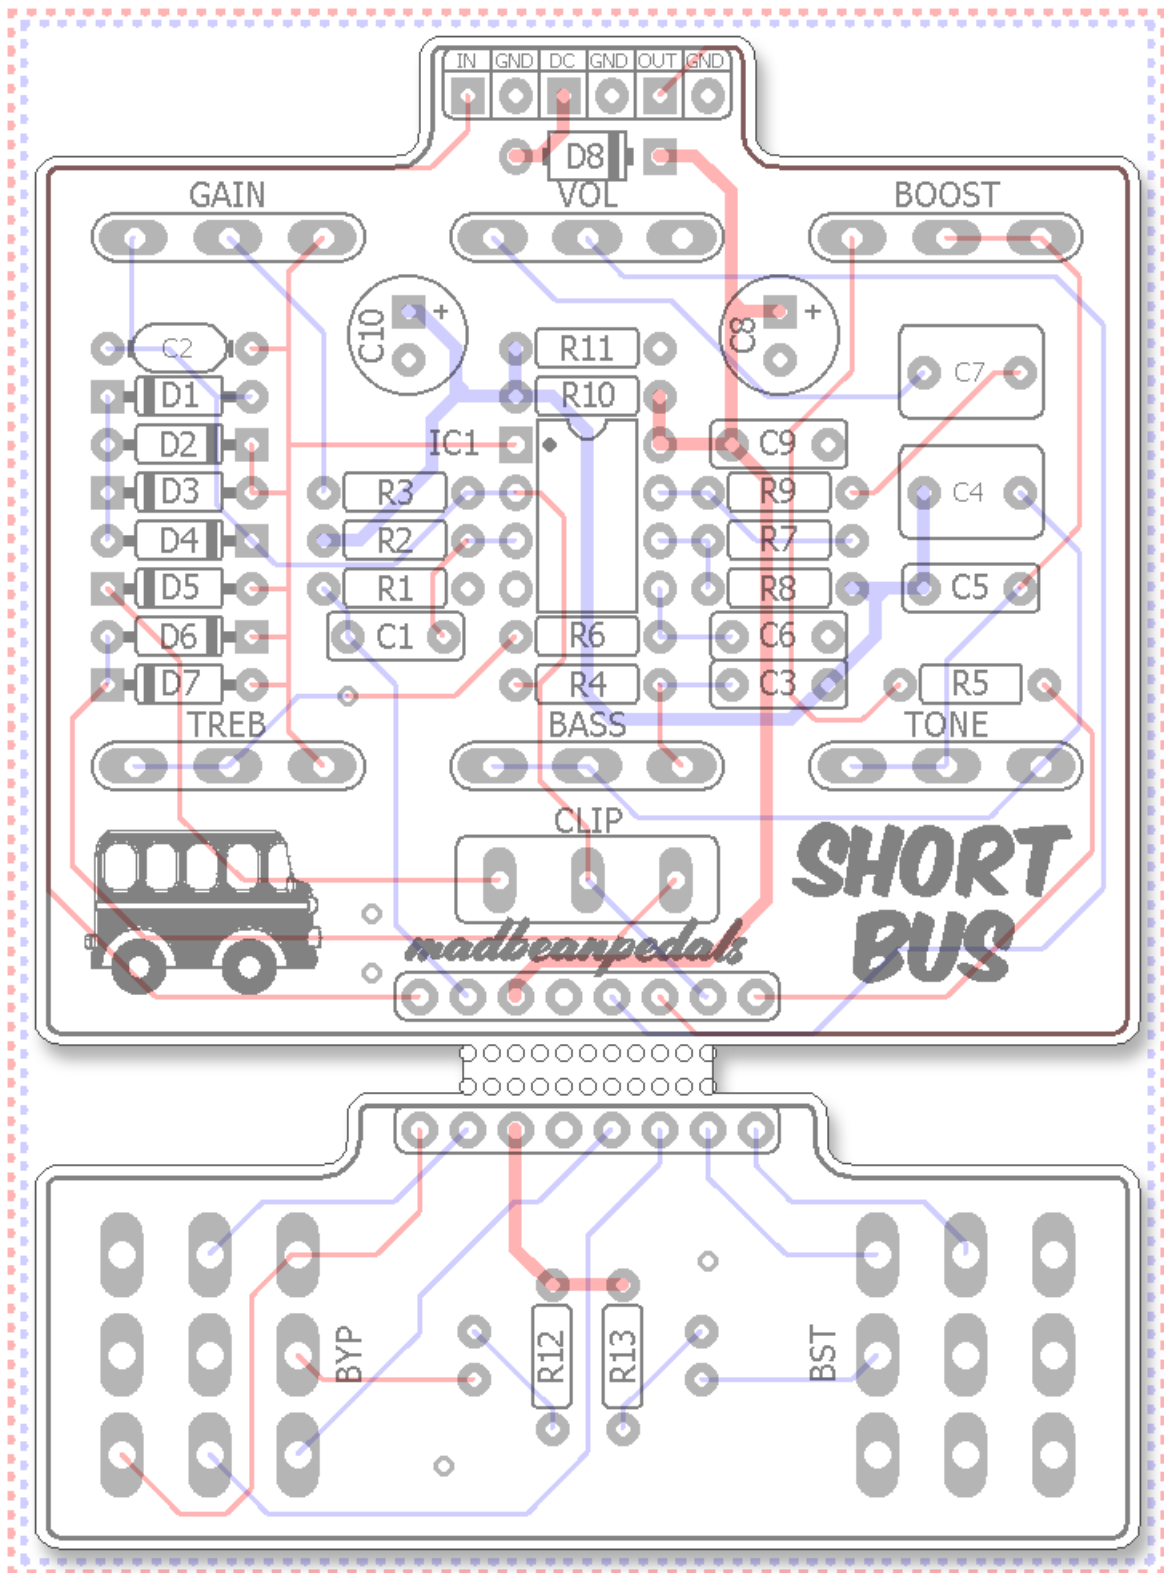 IN GND DC GND OUT GND
D8
GAIN VOL BOOST
C10 + C8 +
C2 R11 C7
D1 R10
D2 IC1 C9
D3 R3 R9 C4
D4 R2 R7
D5 R1 R8 C5
D6 C1 R6 C6
D7 R4 C3 R5
TREB BASS TONE
CLIP
SHORT
BUS
madbeanpedals
BYP R12 R13 BST